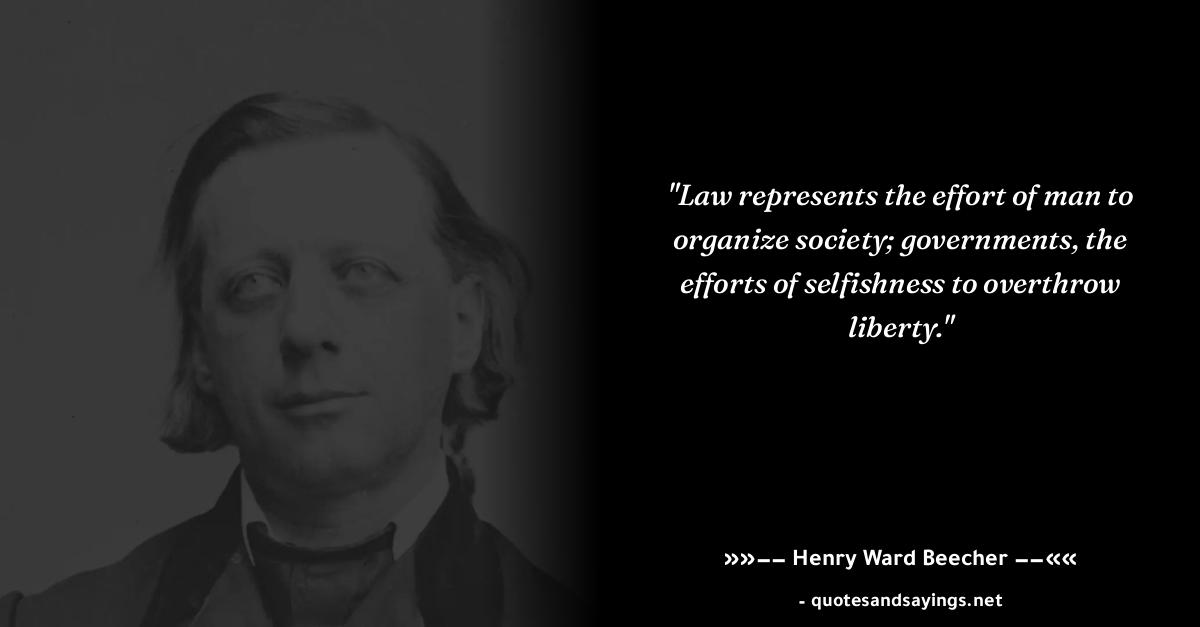 "Law represents the effort of man to
organize society; governments, the
efforts of selfishness to overthrow
liberty."
»»—— Henry Ward Beecher ——««
- quotesandsayings.net